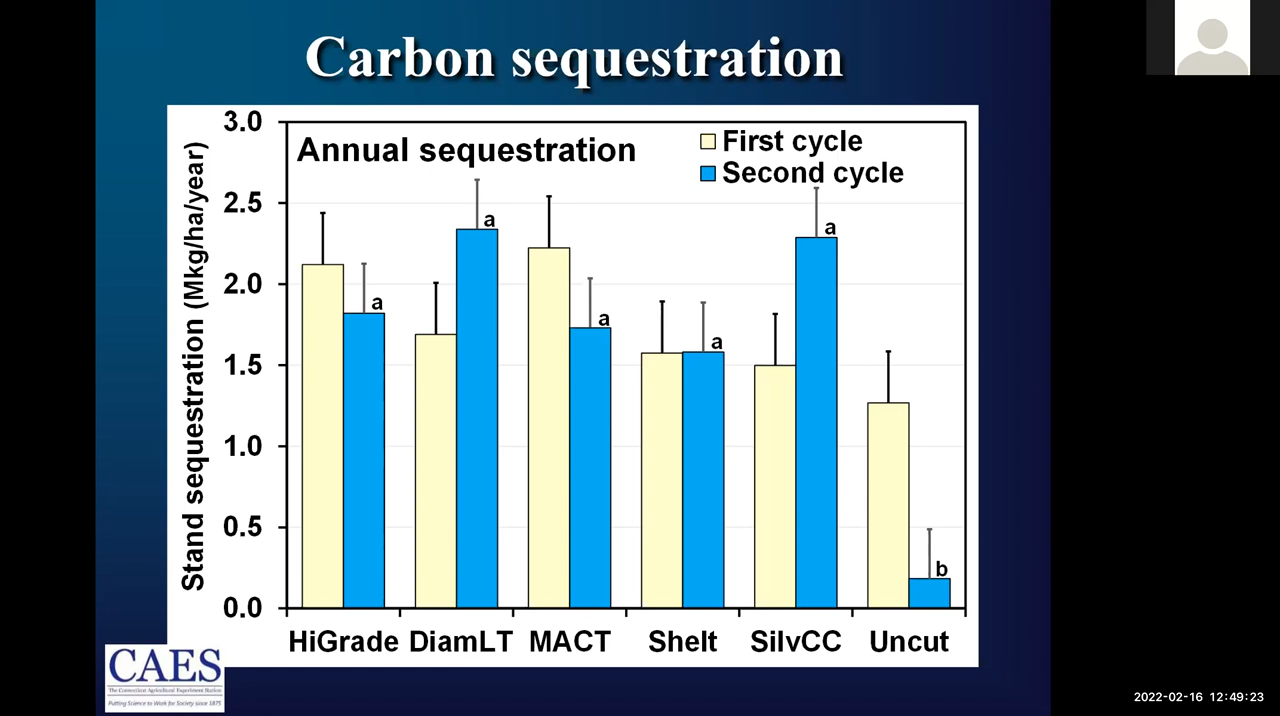 Carbon sequestration
3.0
Annual sequestration
First cycle
Second cycle
Stand sequestration (Mkg/ha/year)
2.5
2.0
1.5
1.0
0.5
0.0
a
a
a
a
a
b
HiGrade DiamLT MACT Shelt SilvCC Uncut
CAES
The Connecticut Agricultural Experiment Station
Putting Science to Work for Society since 1875
2022-02-16 12:49:23